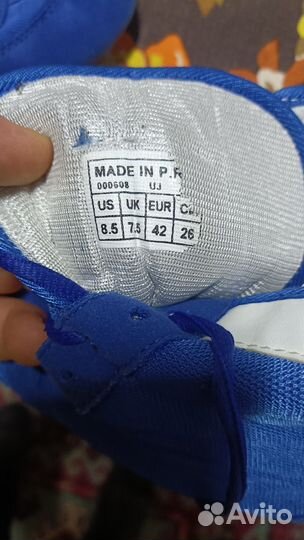 MADE IN P.R
000608 UJ
US UK EUR
8.5 7.5 42 26
Avito